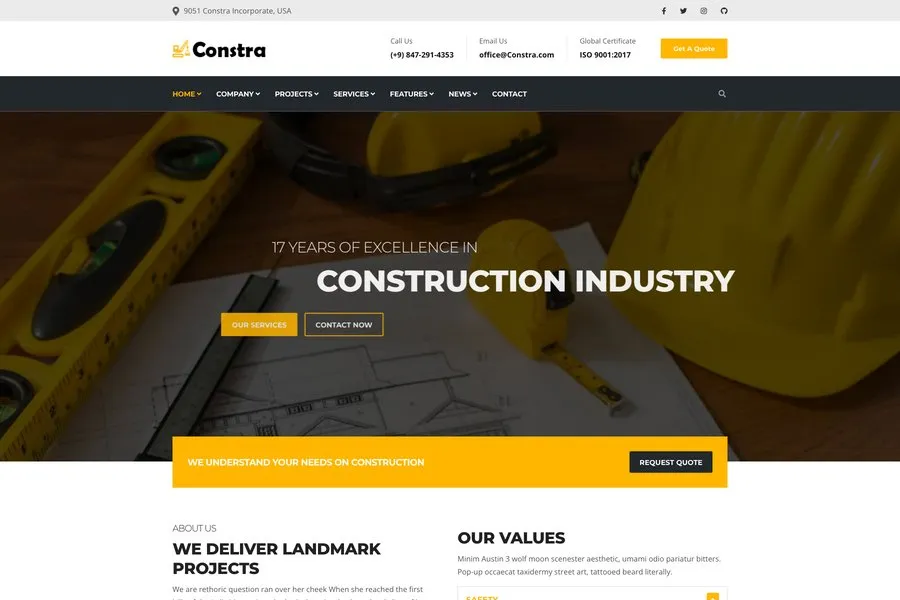 9051 Constra Incorporate, USA
Constra
Call Us
(+9) 847-291-4353
Email Us
office@Constra.com
Global Certificate
ISO 9001:2017
Get A Quote
HOME COMPANY PROJECTS SERVICES FEATURES NEWS CONTACT
17 YEARS OF EXCELLENCE IN
CONSTRUCTION INDUSTRY
OUR SERVICES CONTACT NOW
WE UNDERSTAND YOUR NEEDS ON CONSTRUCTION
REQUEST QUOTE
ABOUT US
WE DELIVER LANDMARK
PROJECTS
We are rethoric question ran over her cheek When she reached the first
OUR VALUES
Minim Austin 3 wolf moon scenester aesthetic, umami odio pariatur bitters.
Pop-up occaecat taxidermy street art, tattooed beard literally.
SAFETY